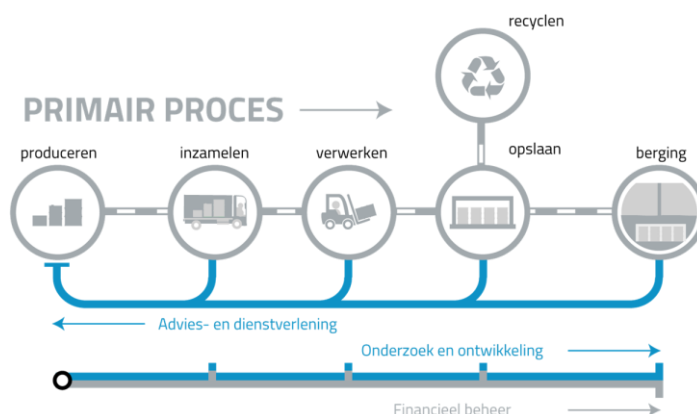 recyclen
PRIMAIR PROCES
produceren
inzamelen
verwerken
opslaan
berging
Advies- en dienstverlening
Onderzoek en ontwikkeling
Financieel beheer